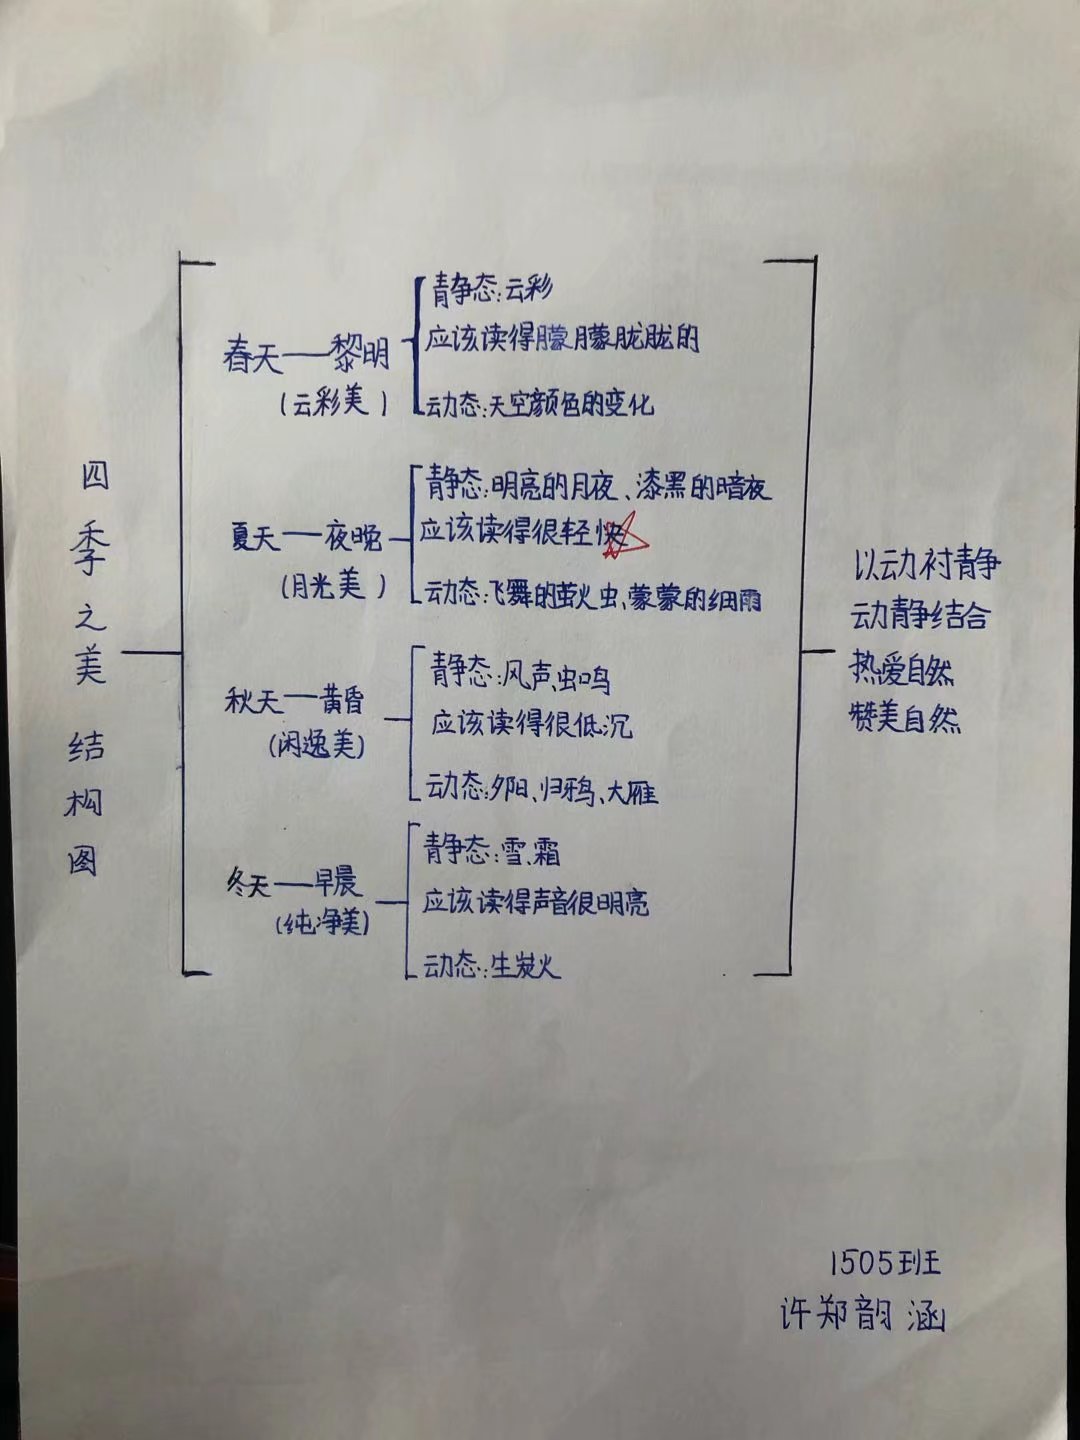 四季之美结构图
春天——黎明
(云彩美)
静态:云彩
应该读得朦朦胧胧的
动态:天空颜色的变化
夏天——夜晚
(月光美)
静态:明亮的月夜、漆黑的暗夜
应该读得很轻快
动态:飞舞的萤火虫、蒙蒙的细雨
秋天——黄昏
(闲逸美)
静态:风声、虫鸣
应该读得很低沉
动态:夕阳、归鸦、大雁
冬天——早晨
(纯净美)
静态:雪、霜
应该读得声音很明亮
动态:生炭火
以动衬静
动静结合
热爱自然
赞美自然
1505班
许郑韵涵